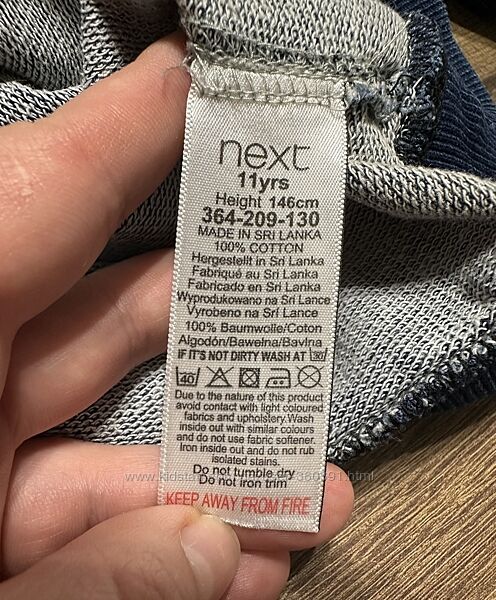 next
11yrs
Height 146cm
364-209-130
MADE IN SRI LANKA
100% COTTON
Hergestellt in Sri Lanka
Fabriqué au Sri Lanka
Fabricado en Sri Lanka
Wyprodukowano na Sri Lance
Vyrobeno na Srí Lance
100% Baumwolle/Coton
Algodón/Bawełna/Bavlna
IF IT'S NOT DIRTY WASH AT 30
40
Due to the nature of this product
avoid contact with light coloured
fabrics and upholstery.Wash
inside out with similar colours
and do not use fabric softener.
Iron inside out and do not rub
isolated stains.
Do not tumble dry
Do not iron trim
KEEP AWAY FROM FIRE